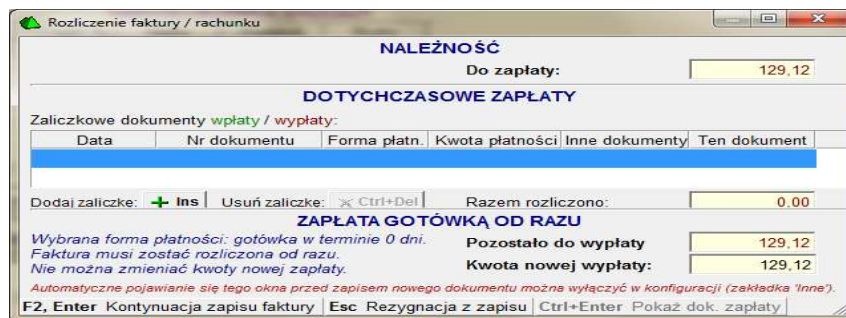 Rozliczenie faktury / rachunku
NALEŻNOŚĆ
Do zapłaty: 129,12
DOTYCHCZASOWE ZAPŁATY
Zaliczkowe dokumenty wpłaty / wypłaty:
Data Nr dokumentu Forma płatn. Kwota płatności Inne dokumenty Ten dokument
Dodaj zaliczkę: Ins Usuń zaliczkę: Ctrl+Del Razem rozliczono: 0,00
ZAPŁATA GOTÓWKĄ OD RAZU
Wybrana forma płatności: gotówka w terminie 0 dni. Pozostało do wypłaty 129,12
Faktura musi zostać rozliczona od razu.
Nie można zmieniać kwoty nowej zapłaty. Kwota nowej wypłaty: 129,12
Automatyczne pojawianie się tego okna przed zapisem nowego dokumentu można wyłączyć w konfiguracji (zakładka 'Inne').
F2, Enter Kontynuacja zapisu faktury Esc Rezygnacja z zapisu Ctrl+Enter Pokaż dok. zapłaty